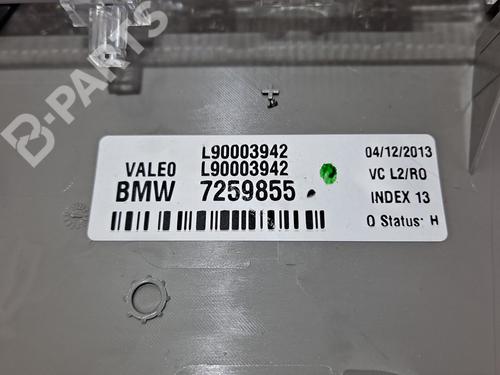 B-PARTS
L90003942
VALEO L90003942
BMW 7259855
04/12/2013
VC L2/RO
INDEX 13
Q Status: H